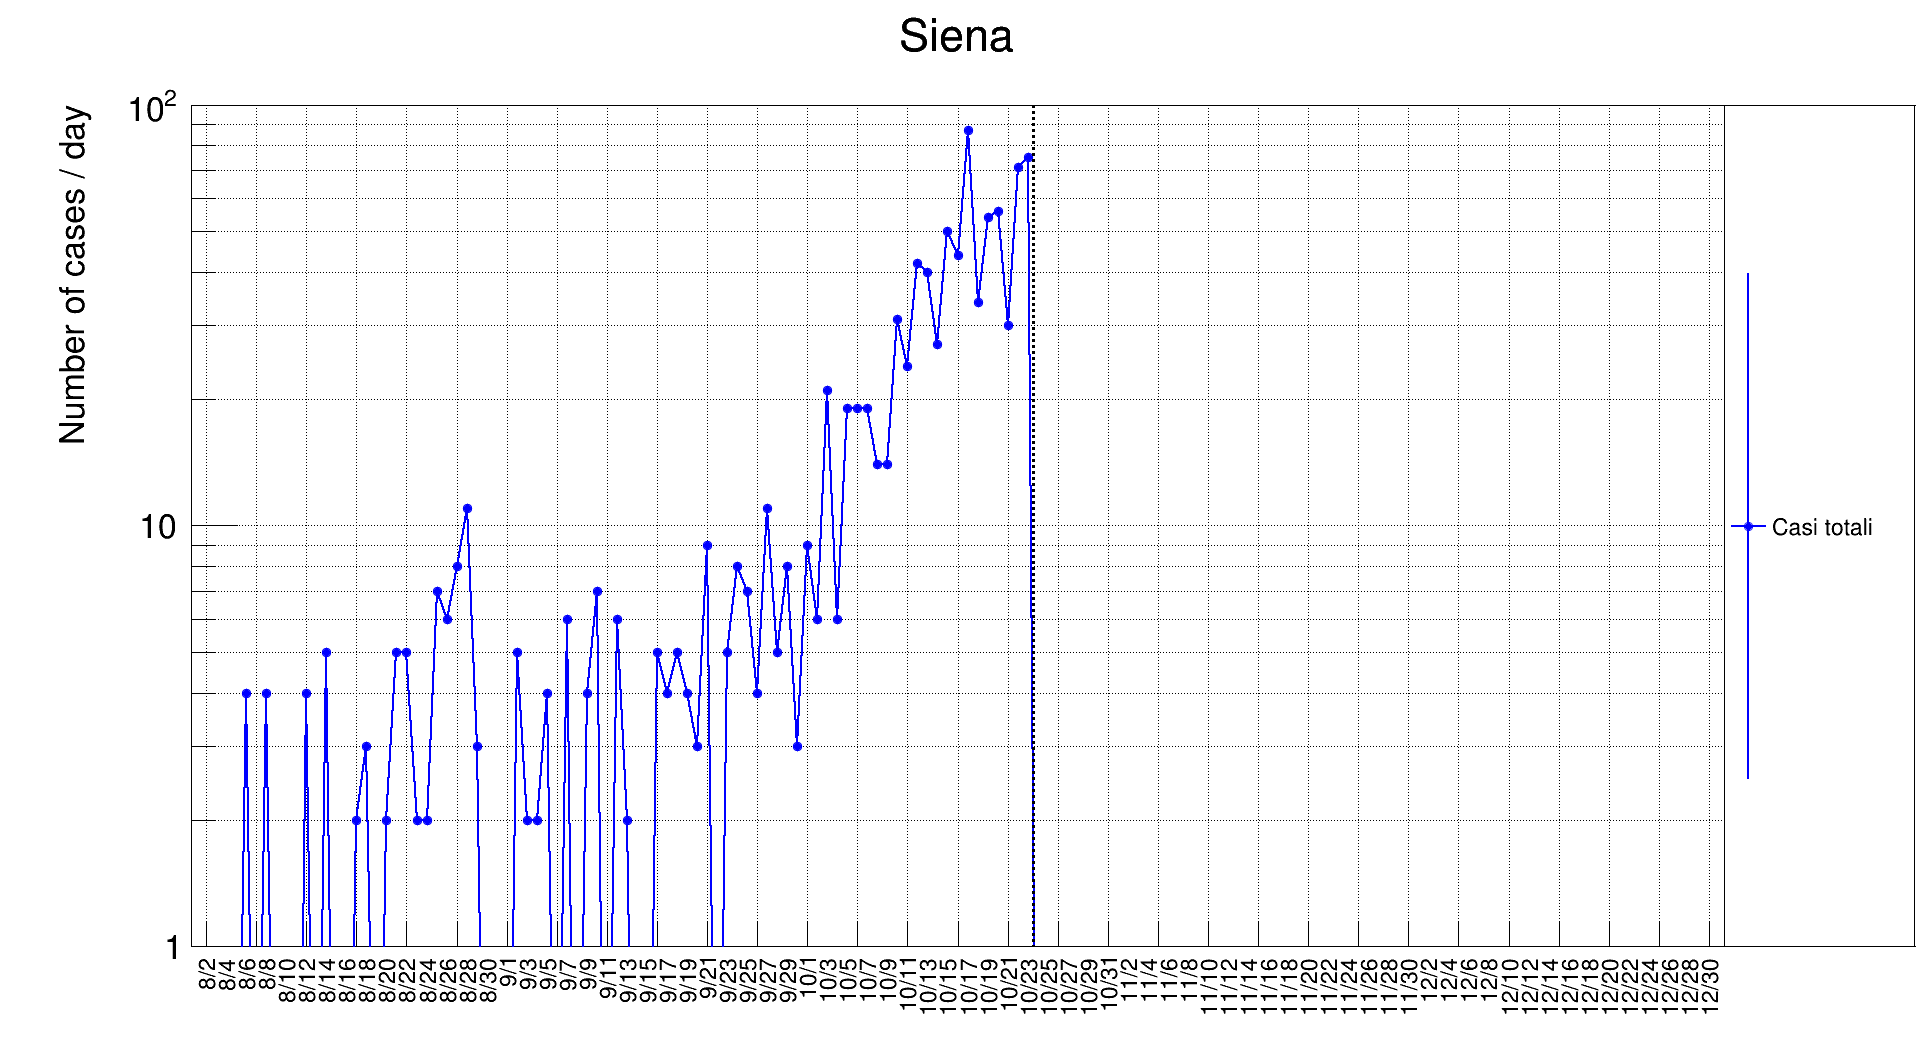 Siena
Number of cases / day
10²
10
1
8/2 8/4 8/6 8/8 8/10 8/12 8/14 8/16 8/18 8/20 8/22 8/24 8/26 8/28 8/30 9/1 9/3 9/5 9/7 9/9 9/11 9/13 9/15 9/17 9/19 9/21 9/23 9/25 9/27 9/29 10/1 10/3 10/5 10/7 10/9 10/11 10/13 10/15 10/17 10/19 10/21 10/23 10/25 10/27 10/29 10/31 11/2 11/4 11/6 11/8 11/10 11/12 11/14 11/16 11/18 11/20 11/22 11/24 11/26 11/28 11/30 12/2 12/4 12/6 12/8 12/10 12/12 12/14 12/16 12/18 12/20 12/22 12/24 12/26 12/28 12/30
Casi totali